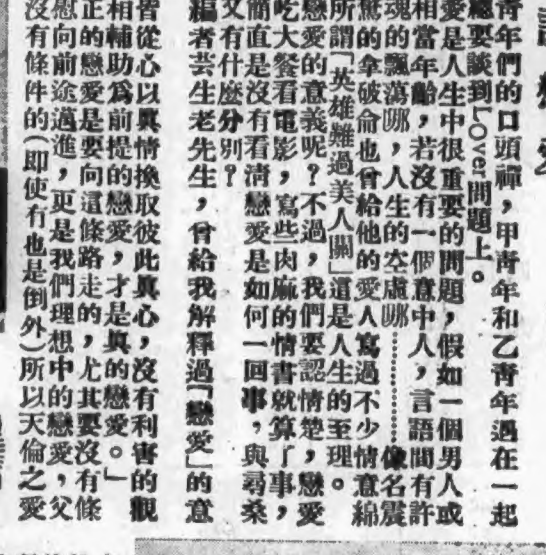 青年們的口頭禪，甲青年和乙青年遇在一起
總要談到LOver問題上。
愛是人生中很重要的問題，假如一個男人或
相當年齡，若沒有一個意中人，言語間有許
魂的飄蕩哪，人生的空虛哪…………像名震
驚的拿破侖也曾給他的愛人寫過不少情意綿
所謂「英雄難過美人關」這是人生的至理。
戀愛的意義呢？不過，我們要認情楚，戀愛
吃大餐看電影，寫些肉麻的情書就算了事，
簡直是沒有看清戀愛是如何一回事，與尋桑
又有什麼分別？
編者芸生老先生，曾給我解釋過「戀愛」的意
皆從心以眞情換取彼此眞心，沒有利害的觀
相輔助爲前提的戀愛，才是眞的戀愛。」
正的戀愛是要向這條路走的，尤其要沒有條
慰向前途邁進，更是我們理想中的戀愛，父
沒有條件的（即使有也是倒外）所以天倫之愛